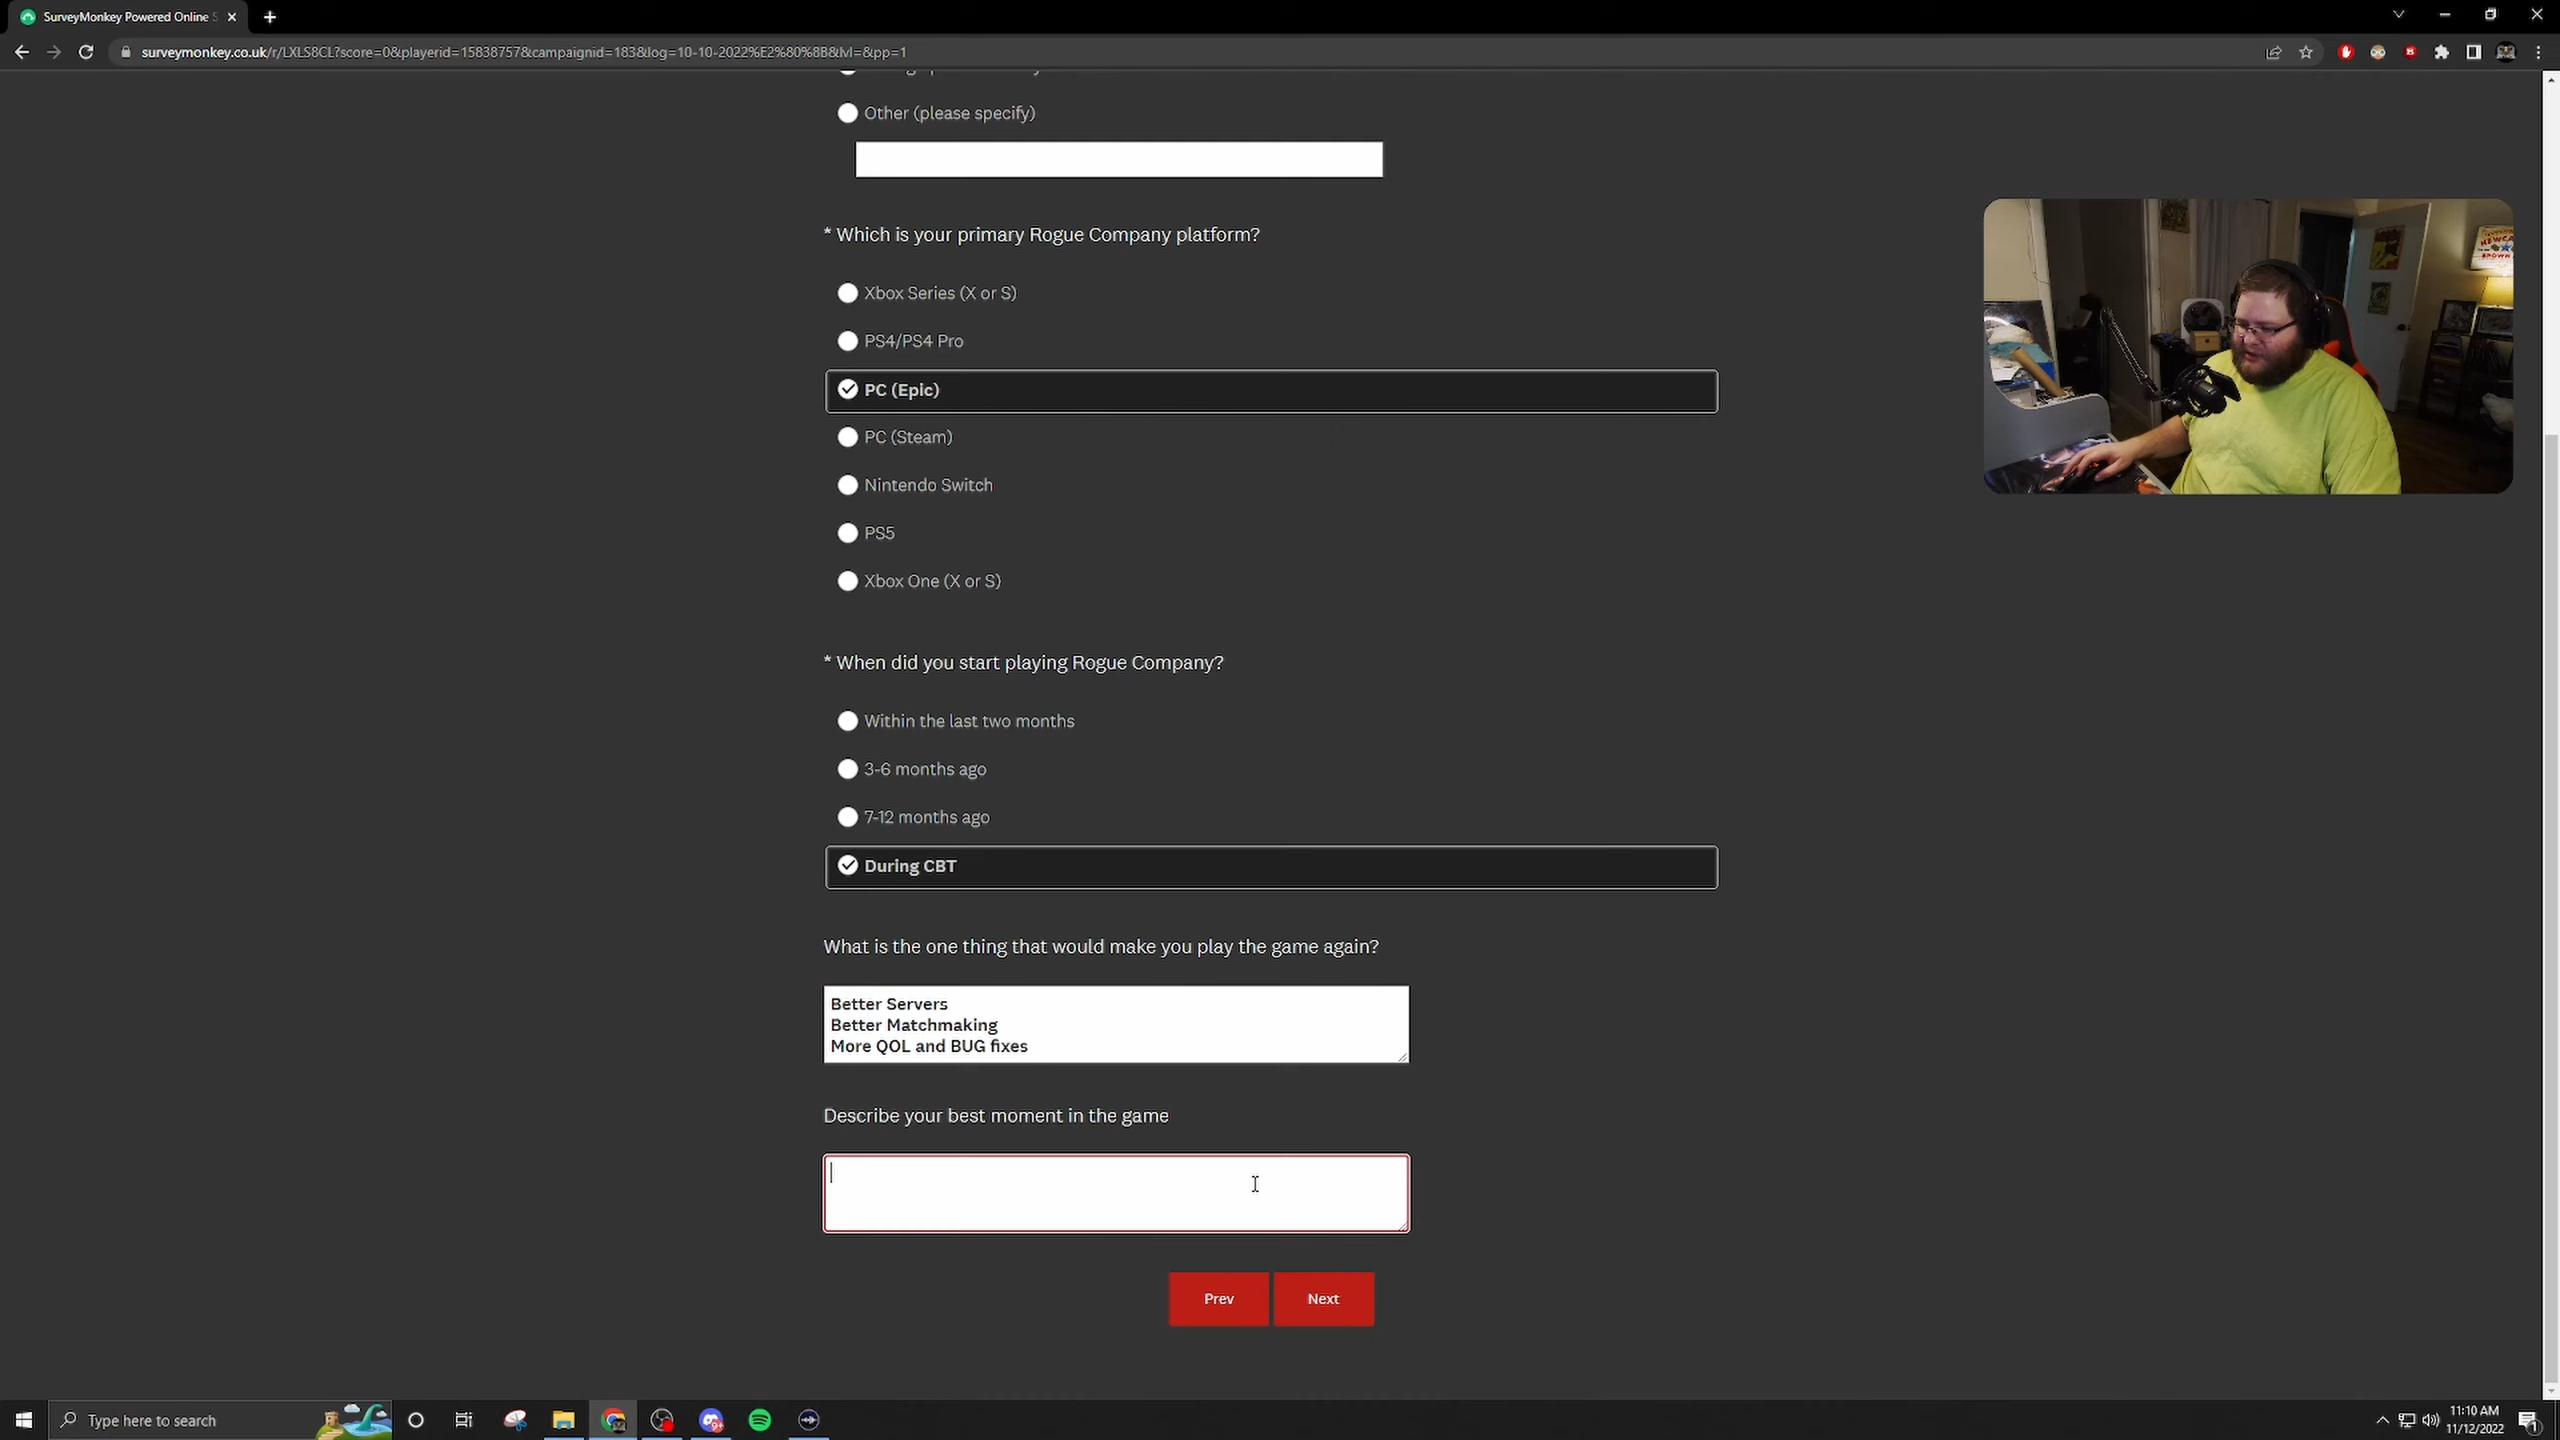 SurveyMonkey Powered Online S
surveymonkey.co.uk/r/LXLS8CL?score=0&playerid=15838757&campaignid=183&log=10-10-2022%E2%80%8B&lvl=&pp=1
Other (please specify)
* Which is your primary Rogue Company platform?
Xbox Series (X or S)
PS4/PS4 Pro
PC (Epic)
PC (Steam)
Nintendo Switch
PS5
Xbox One (X or S)
* When did you start playing Rogue Company?
Within the last two months
3-6 months ago
7-12 months ago
During CBT
What is the one thing that would make you play the game again?
Better Servers
Better Matchmaking
More QOL and BUG fixes
Describe your best moment in the game
Prev
Next
Type here to search
11:10 AM
11/12/2022